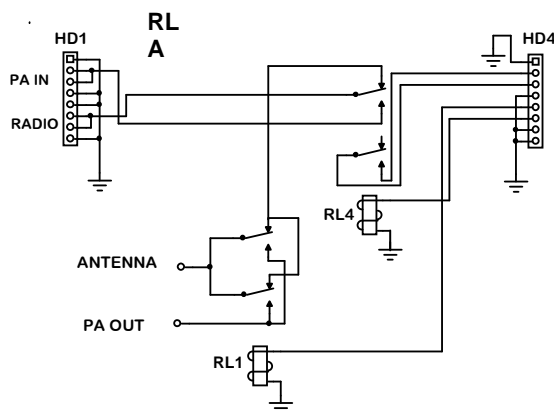 RL
A
HD1
HD4
PA IN
RADIO
RL4
ANTENNA
PA OUT
RL1